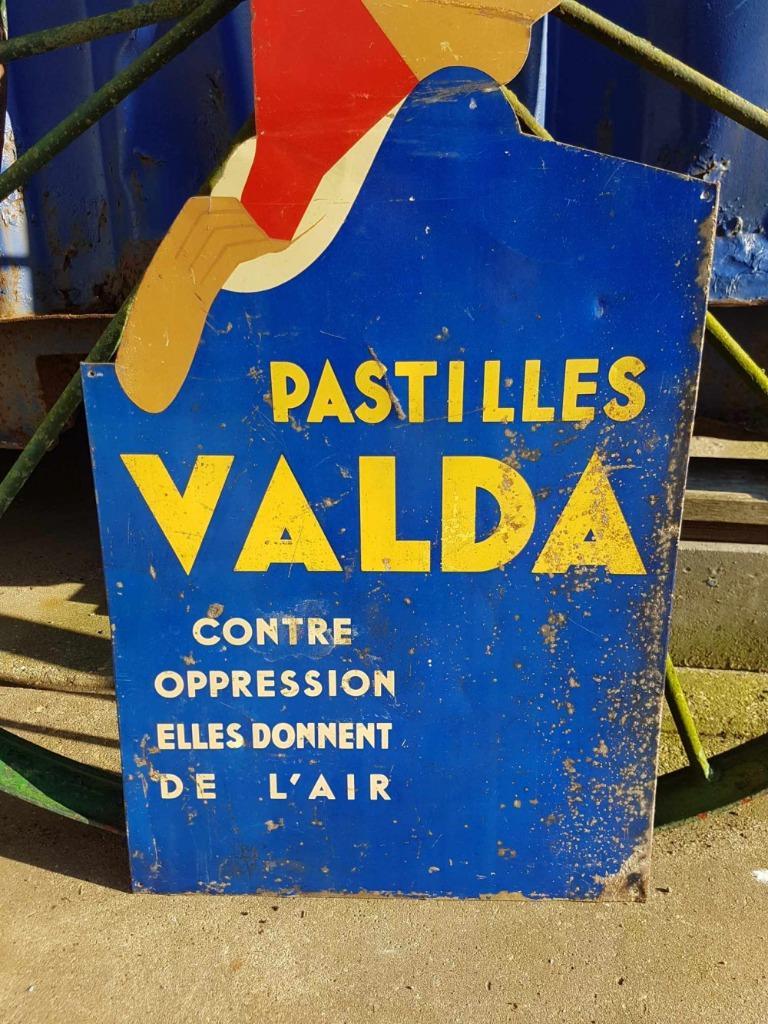 PASTILLES
VALDA
CONTRE
OPPRESSION
ELLES DONNENT
DE L'AIR